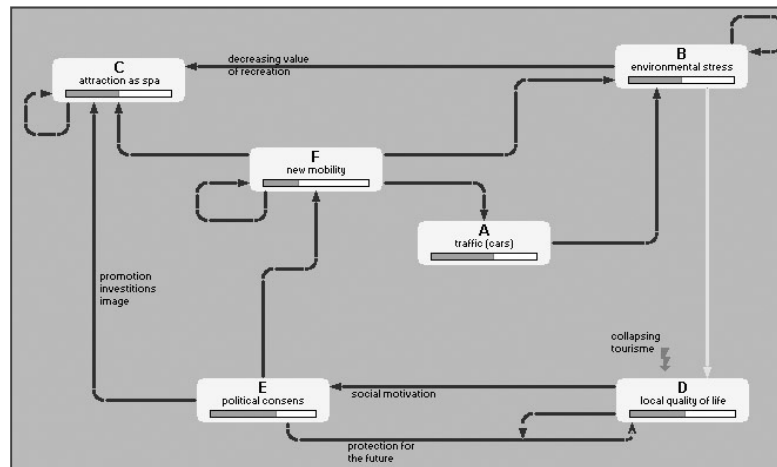 decreasing value
of recreation
C
attraction as spa
B
environmental stress
F
new mobility
A
traffic (cars)
promotion
investitions
image
collapsing
tourisme
E
political consens
social motivation
D
local quality of life
protection for
the future